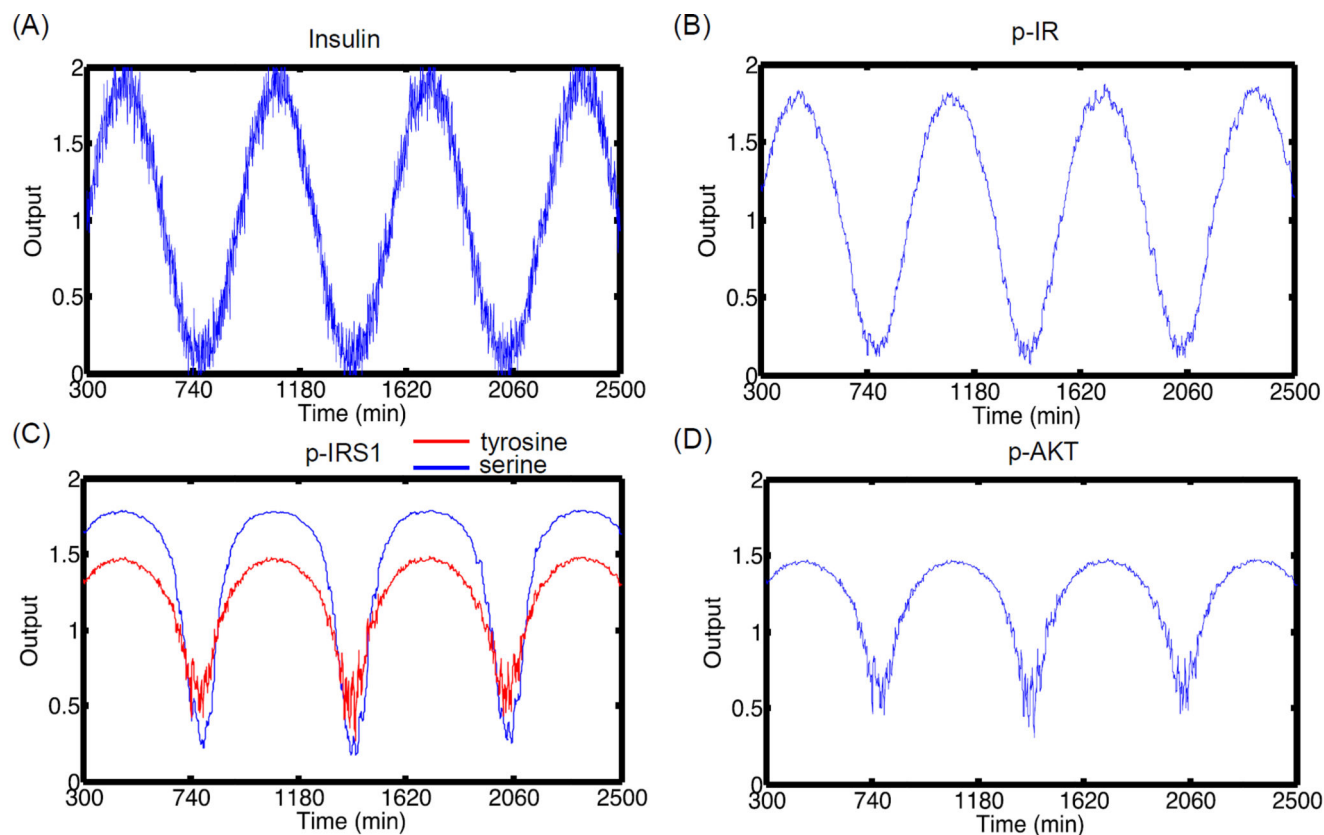 (A)
Insulin
2
1.5
1
0.5
0
Output
300 740 1180 1620 2060 2500
Time (min)
(B)
p-IR
2
1.5
1
0.5
0
Output
300 740 1180 1620 2060 2500
Time (min)
(C)
p-IRS1
tyrosine
serine
2
1.5
1
0.5
0
Output
300 740 1180 1620 2060 2500
Time (min)
(D)
p-AKT
2
1.5
1
0.5
0
Output
300 740 1180 1620 2060 2500
Time (min)